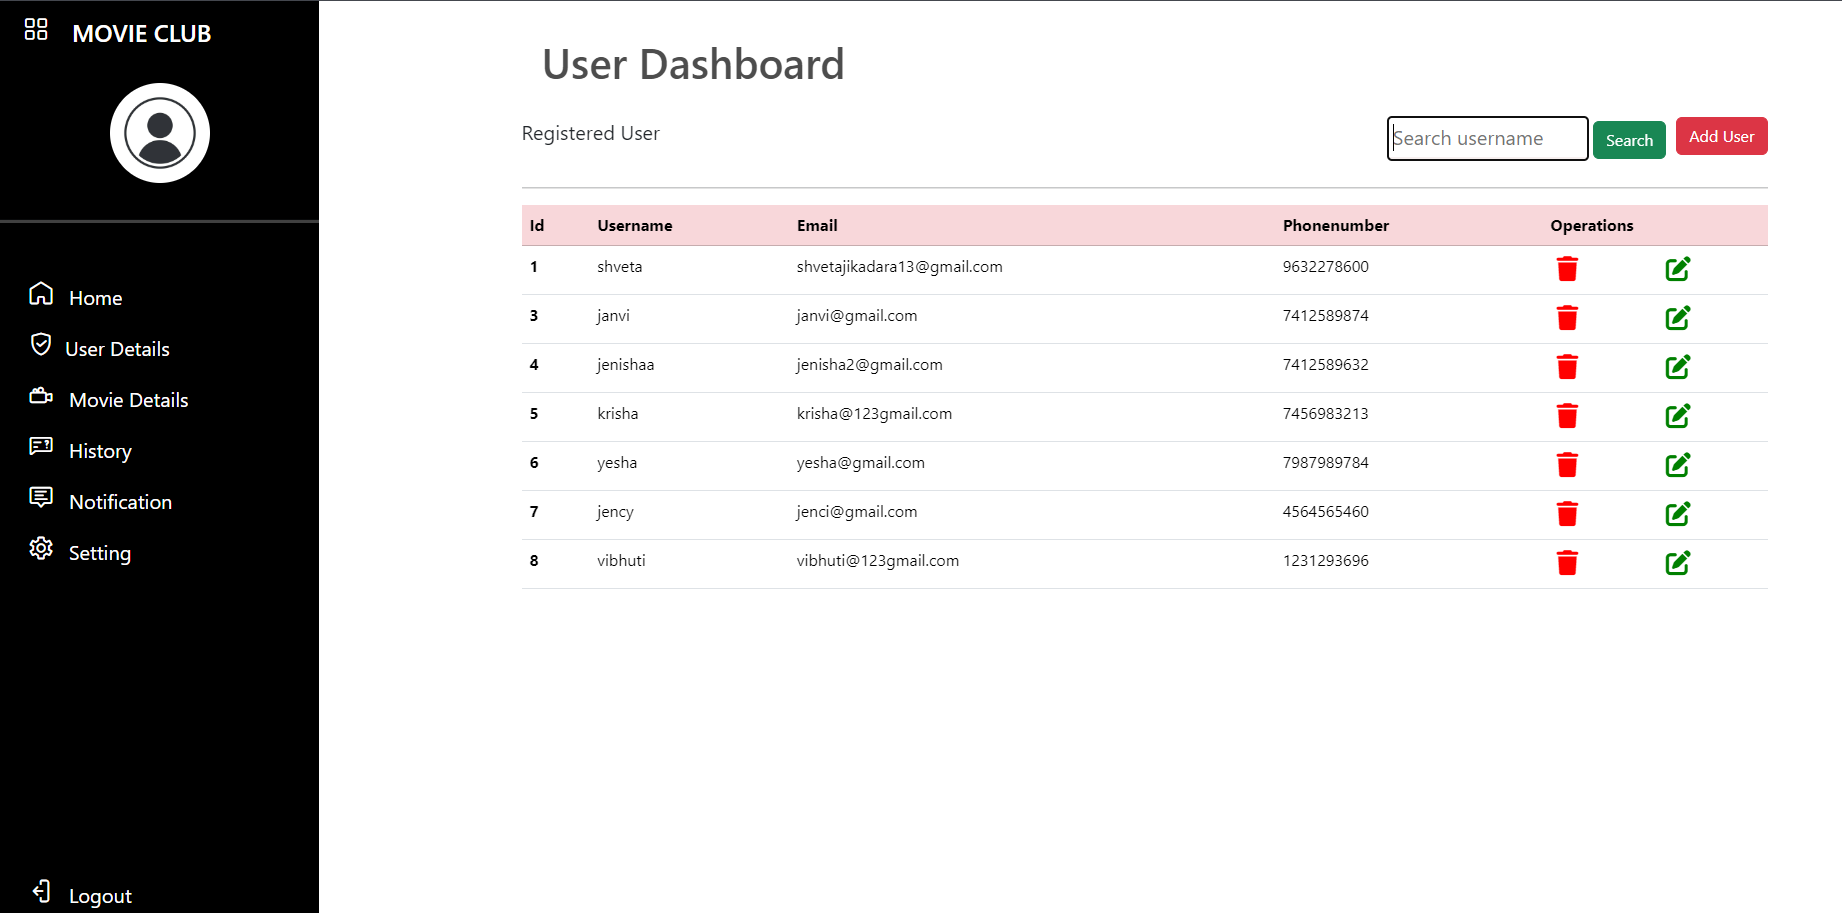 MOVIE CLUB
Home
User Details
Movie Details
History
Notification
Setting
Logout
User Dashboard
Registered User
Search username Search Add User
Id Username Email Phonenumber Operations
1 shveta shvetajikadara13@gmail.com 9632278600
3 janvi janvi@gmail.com 7412589874
4 jenishaa jenisha2@gmail.com 7412589632
5 krisha krisha@123gmail.com 7456983213
6 yesha yesha@gmail.com 7987989784
7 jency jenci@gmail.com 4564565460
8 vibhuti vibhuti@123gmail.com 1231293696